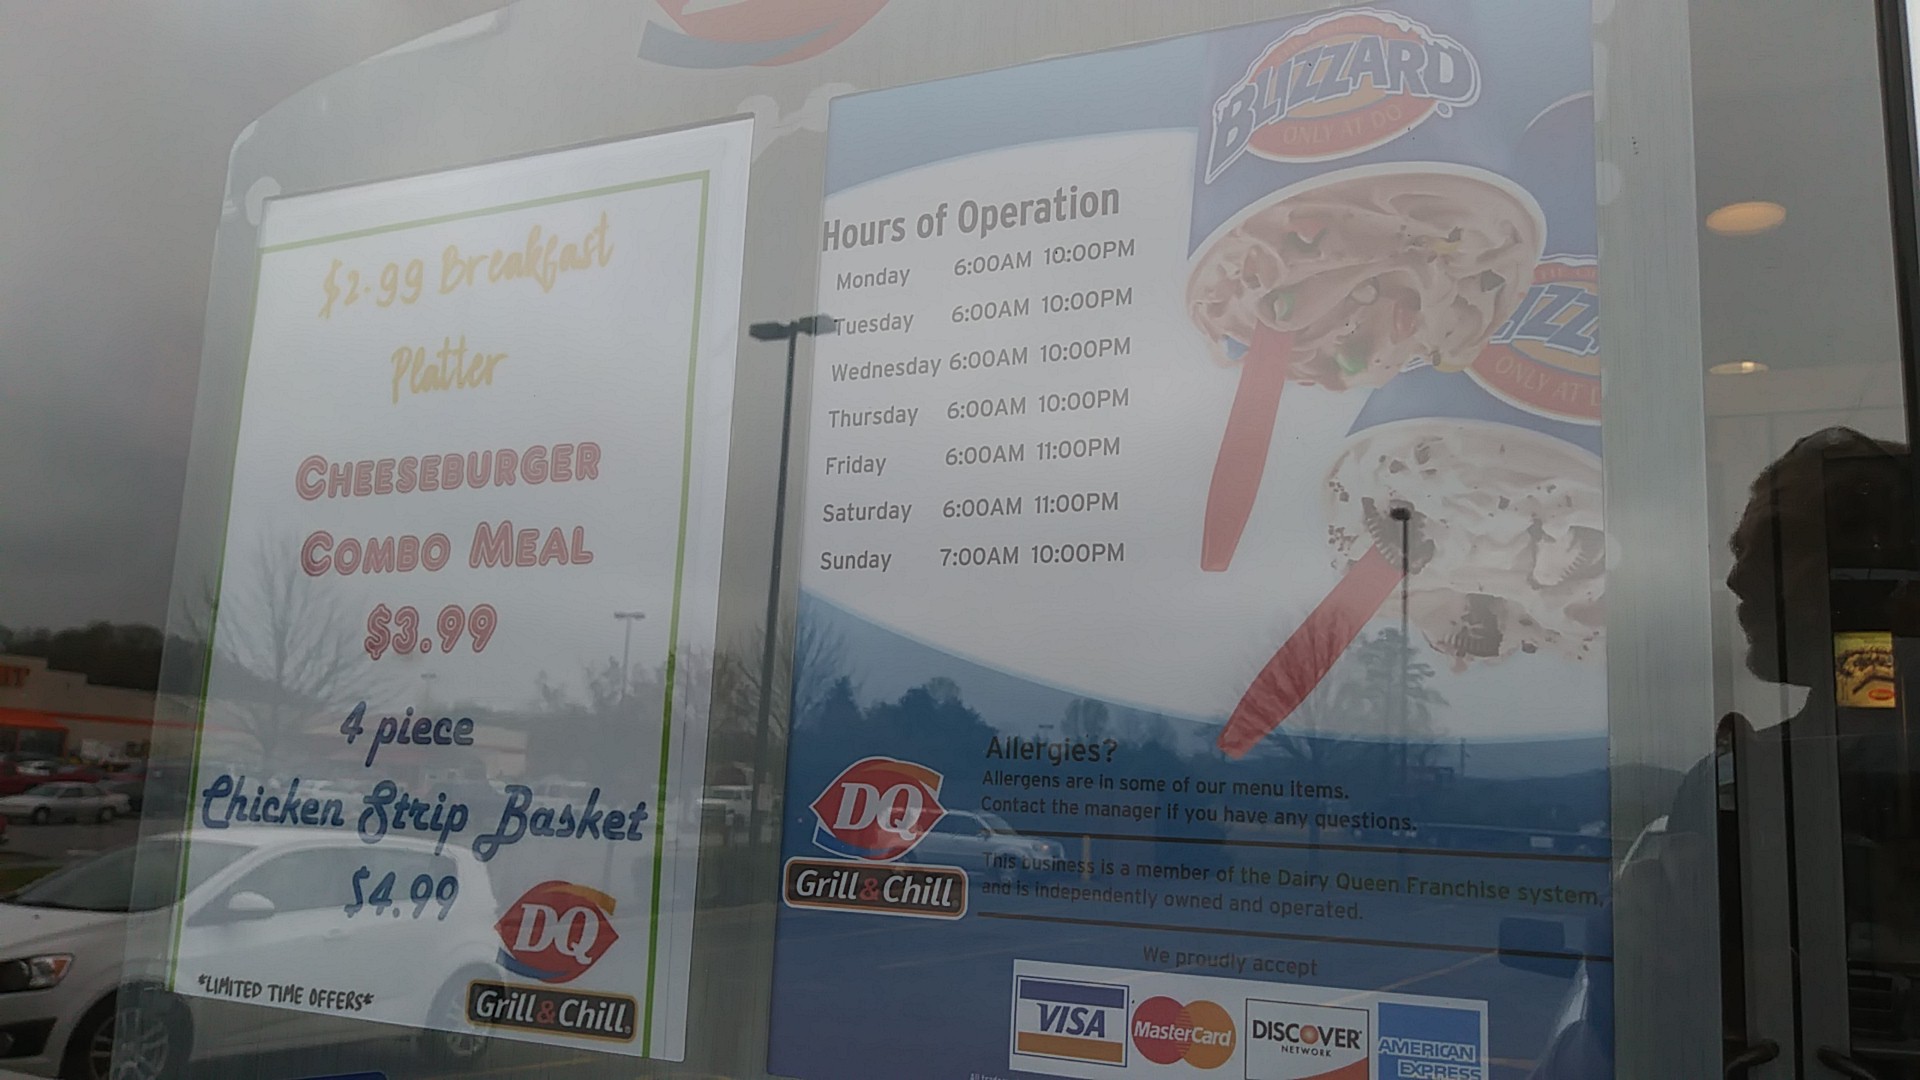 $2.99 Breakfast
Platter
CHEESEBURGER
COMBO MEAL
$3.99
4 piece
Chicken Strip Basket
$4.99
*LIMITED TIME OFFERS*
DQ
Grill & Chill
BLIZZARD
ONLY AT DQ
Hours of Operation
Monday 6:00AM 10:00PM
Tuesday 6:00AM 10:00PM
Wednesday 6:00AM 10:00PM
Thursday 6:00AM 10:00PM
Friday 6:00AM 11:00PM
Saturday 6:00AM 11:00PM
Sunday 7:00AM 10:00PM
ONLY AT
Allergies?
Allergens are in some of our menu items.
Contact the manager if you have any questions.
This business is a member of the Dairy Queen Franchise system,
and is independently owned and operated.
DQ
Grill & Chill
We proudly accept
VISA
MasterCard
DISCOVER
NETWORK
AMERICAN
EXPRESS